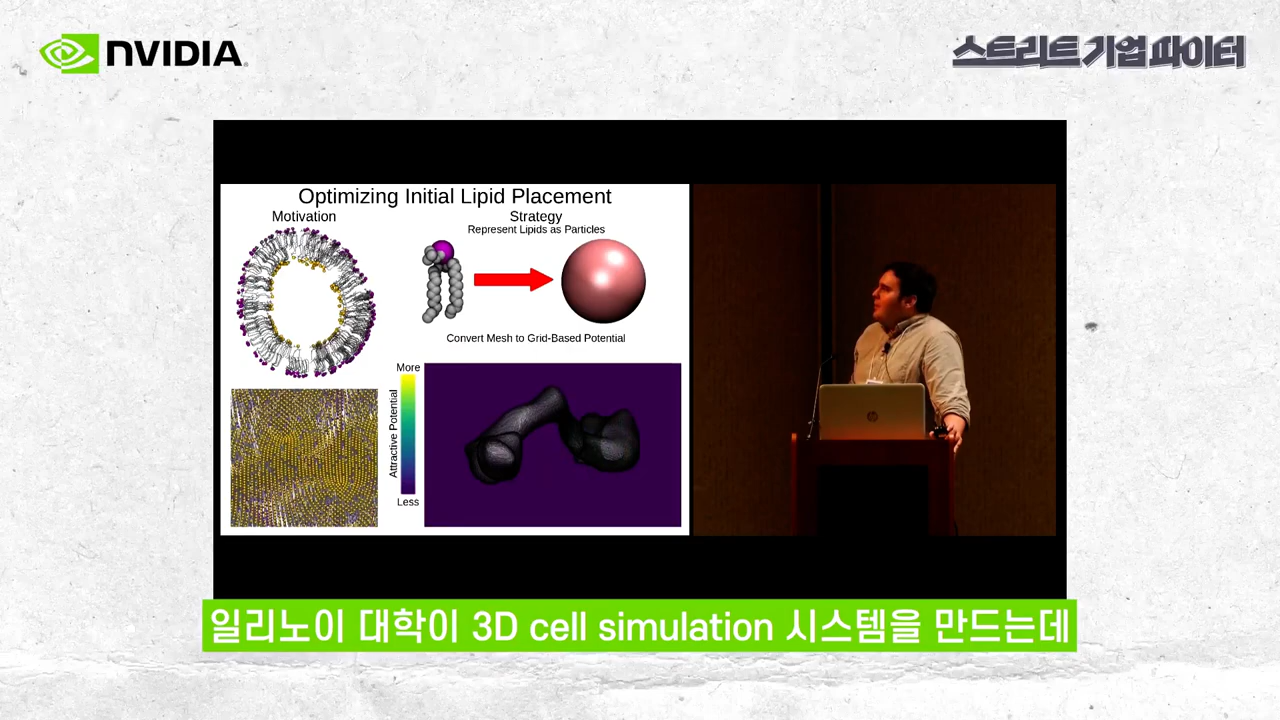 NVIDIA
스트리트 기업 파이터
Optimizing Initial Lipid Placement
Motivation
Strategy
Represent Lipids as Particles
Convert Mesh to Grid-Based Potential
More
Attractive Potential
Less
hp
일리노이 대학이 3D cell simulation 시스템을 만드는데